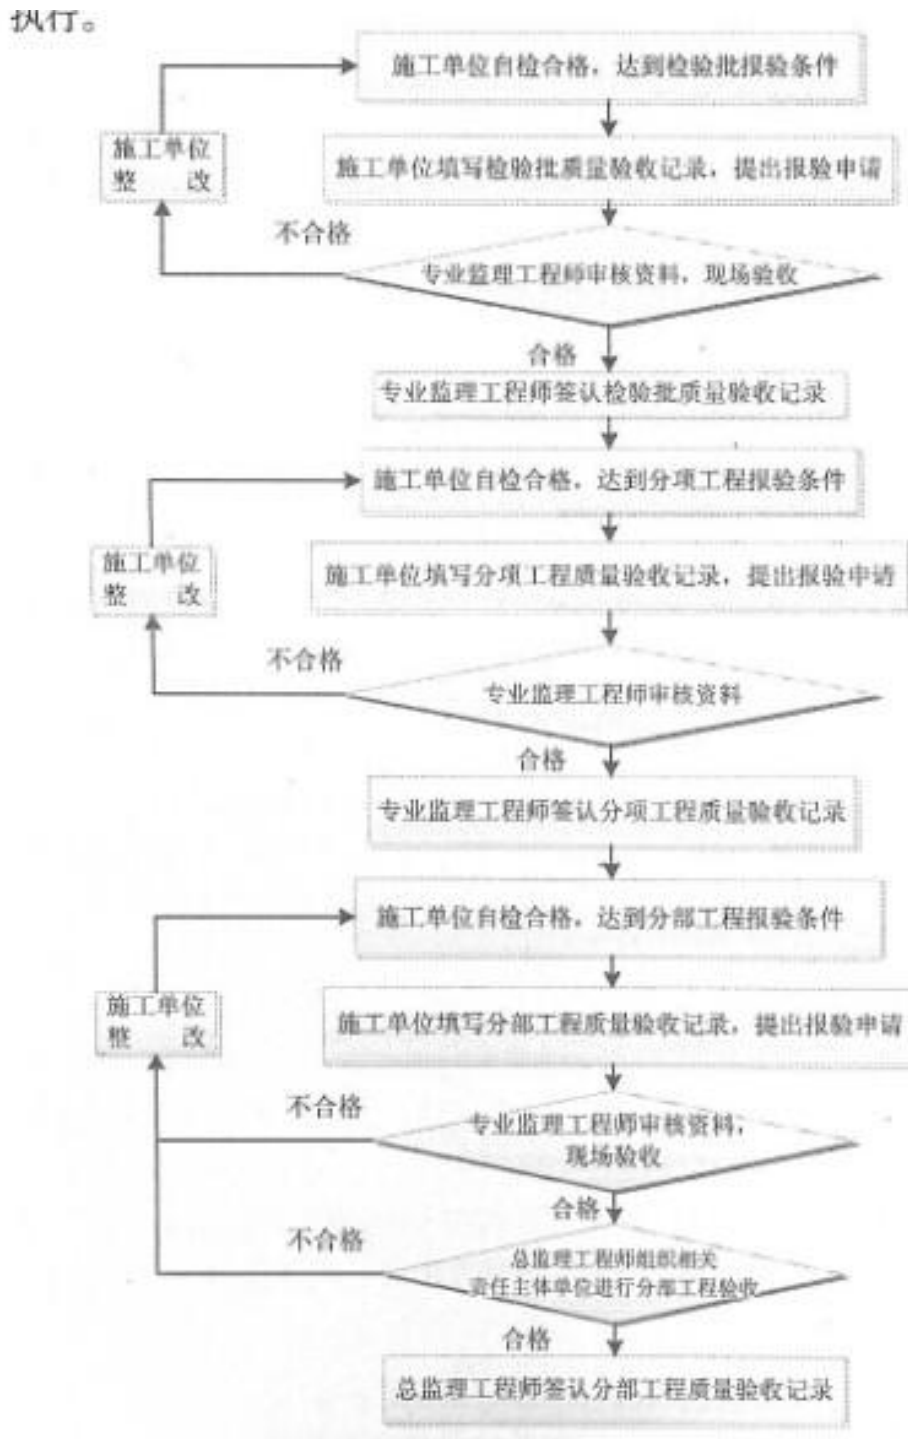 执行。
施工单位自检合格，达到检验批报验条件
施工单位
整 改
施工单位填写检验批质量验收记录，提出报验申请
不合格
专业监理工程师审核资料，现场验收
合格
专业监理工程师签认检验批质量验收记录
施工单位自检合格，达到分项工程报验条件
施工单位
整 改
施工单位填写分项工程质量验收记录，提出报验申请
不合格
专业监理工程师审核资料
合格
专业监理工程师签认分项工程质量验收记录
施工单位自检合格，达到分部工程报验条件
施工单位
整 改
施工单位填写分部工程质量验收记录，提出报验申请
不合格
专业监理工程师审核资料，
现场验收
合格
不合格
总监理工程师组织相关
责任主体单位进行分部工程验收
合格
总监理工程师签认分部工程质量验收记录